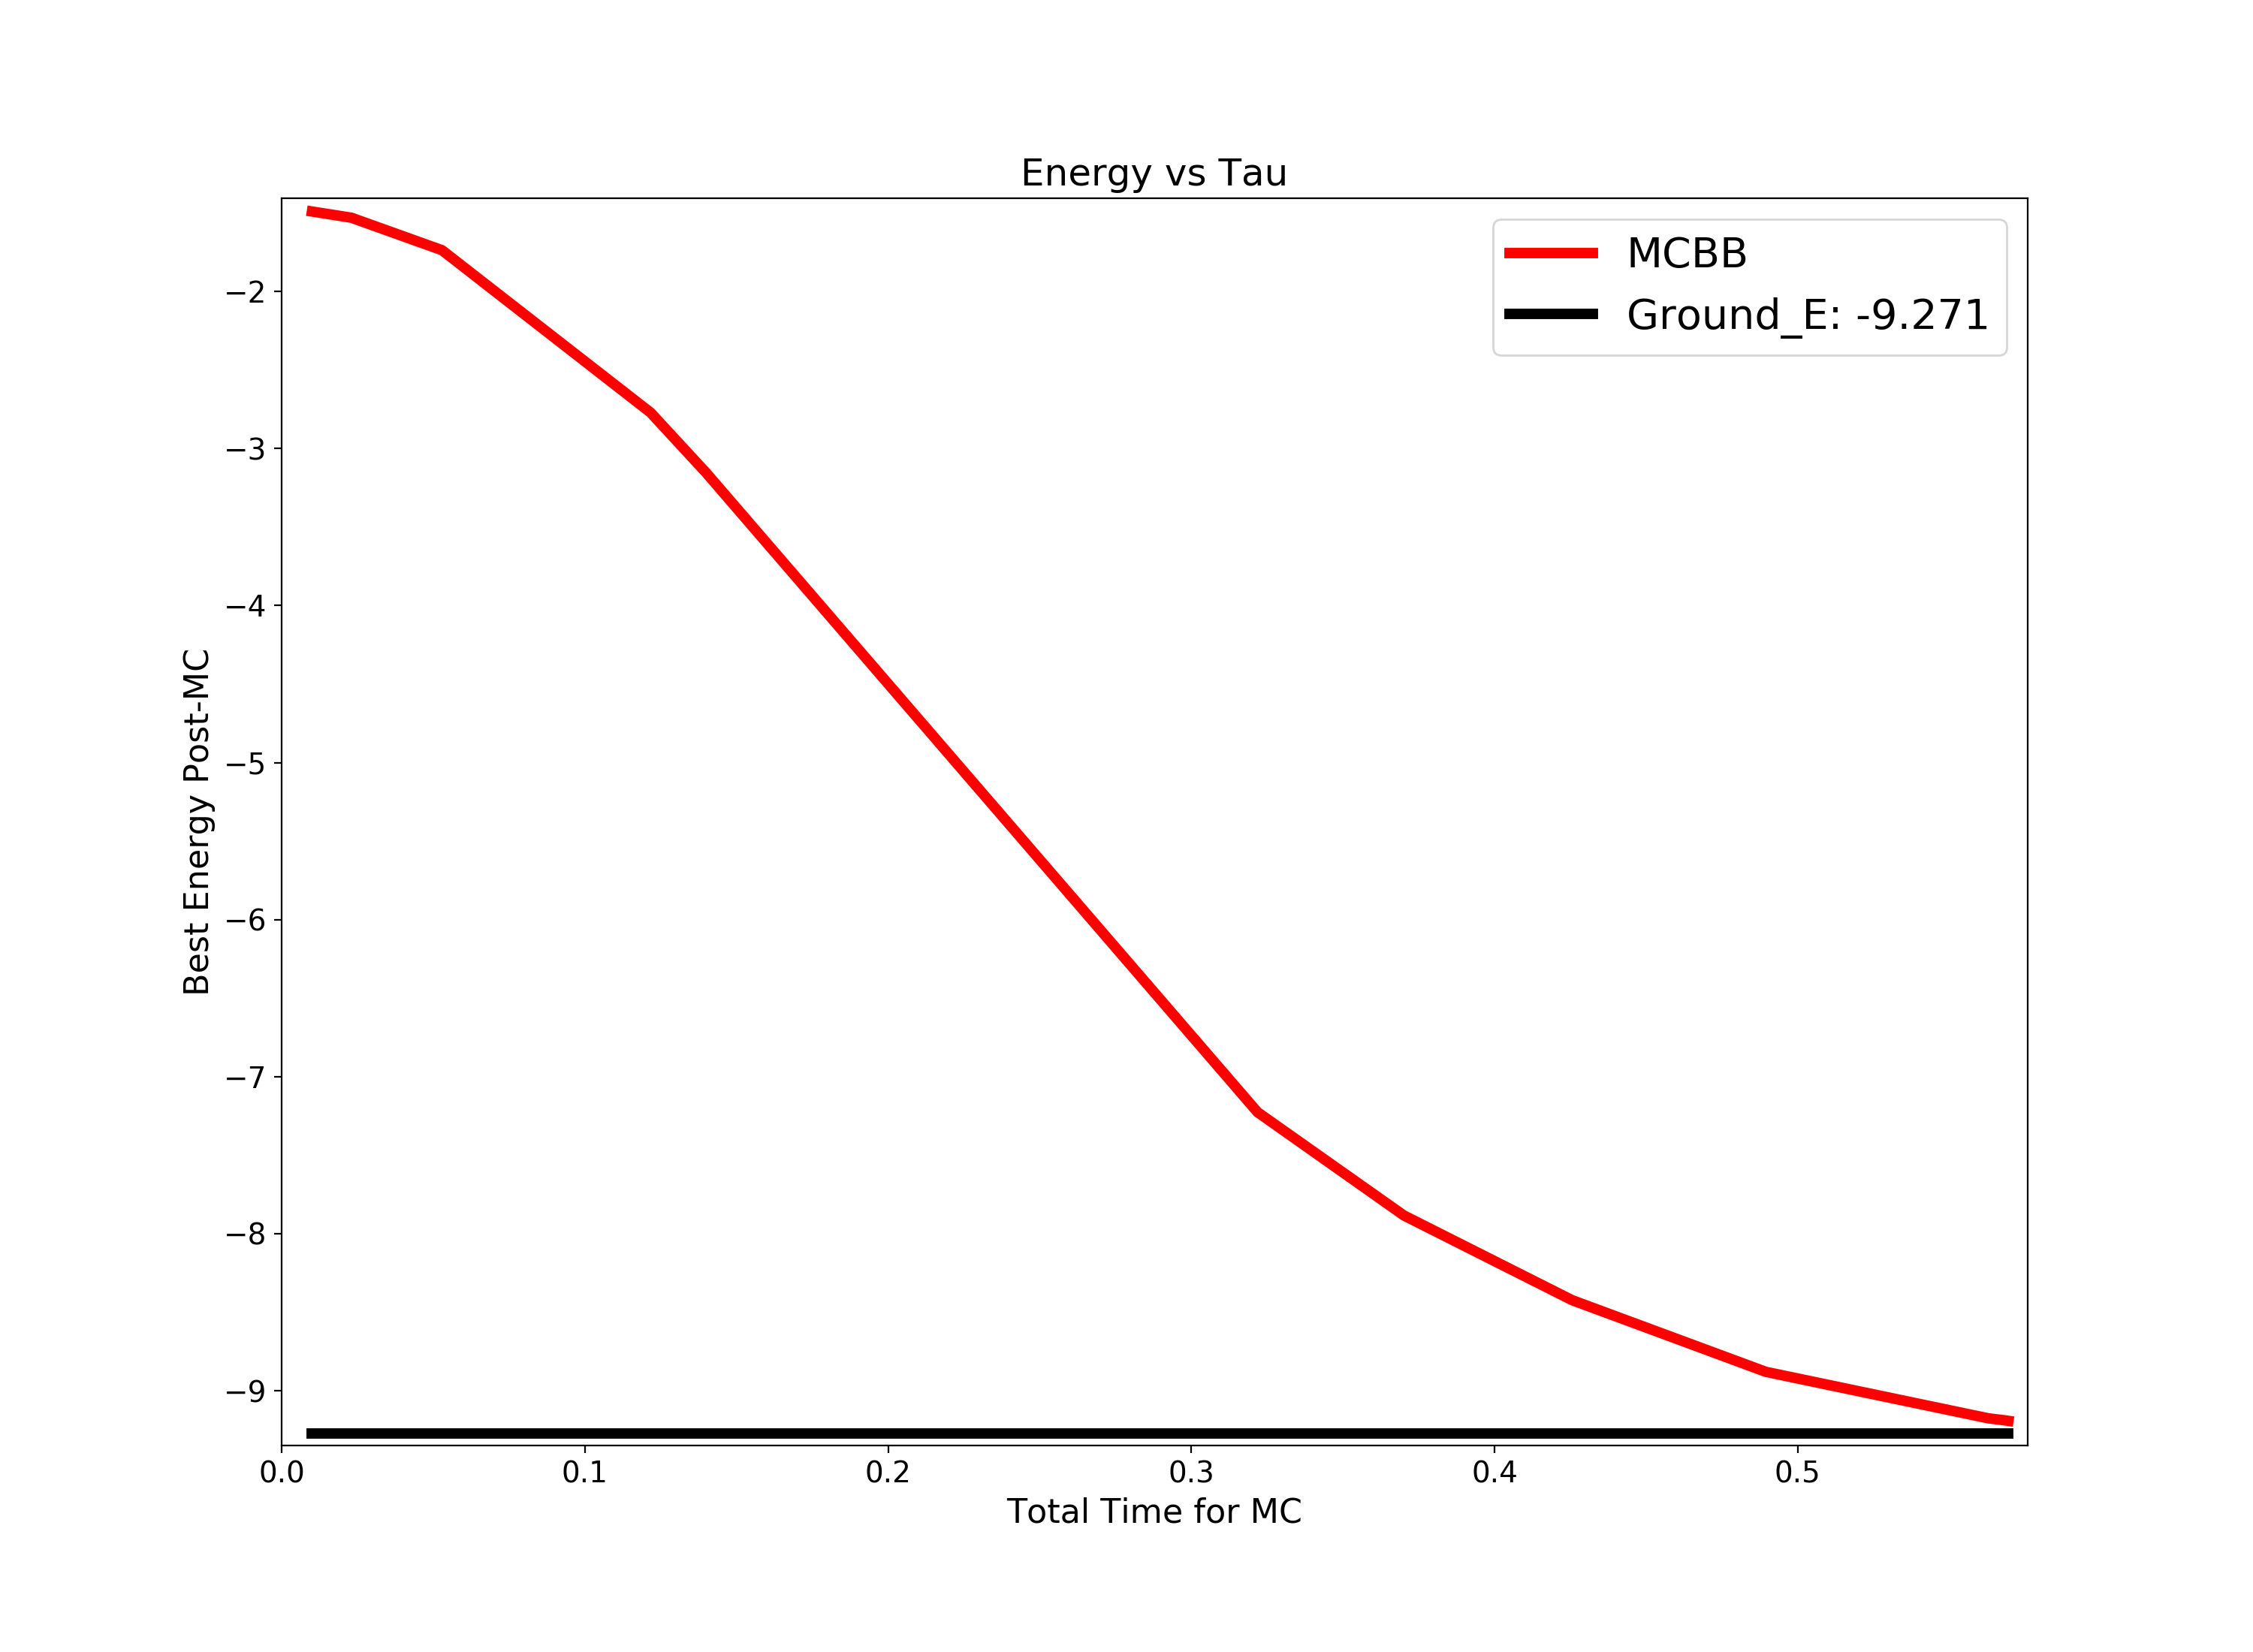 Energy vs Tau
MCBB
Ground_E: -9.271
−2
−3
−4
−5
−6
−7
−8
−9
Best Energy Post-MC
0.0 0.1 0.2 0.3 0.4 0.5
Total Time for MC